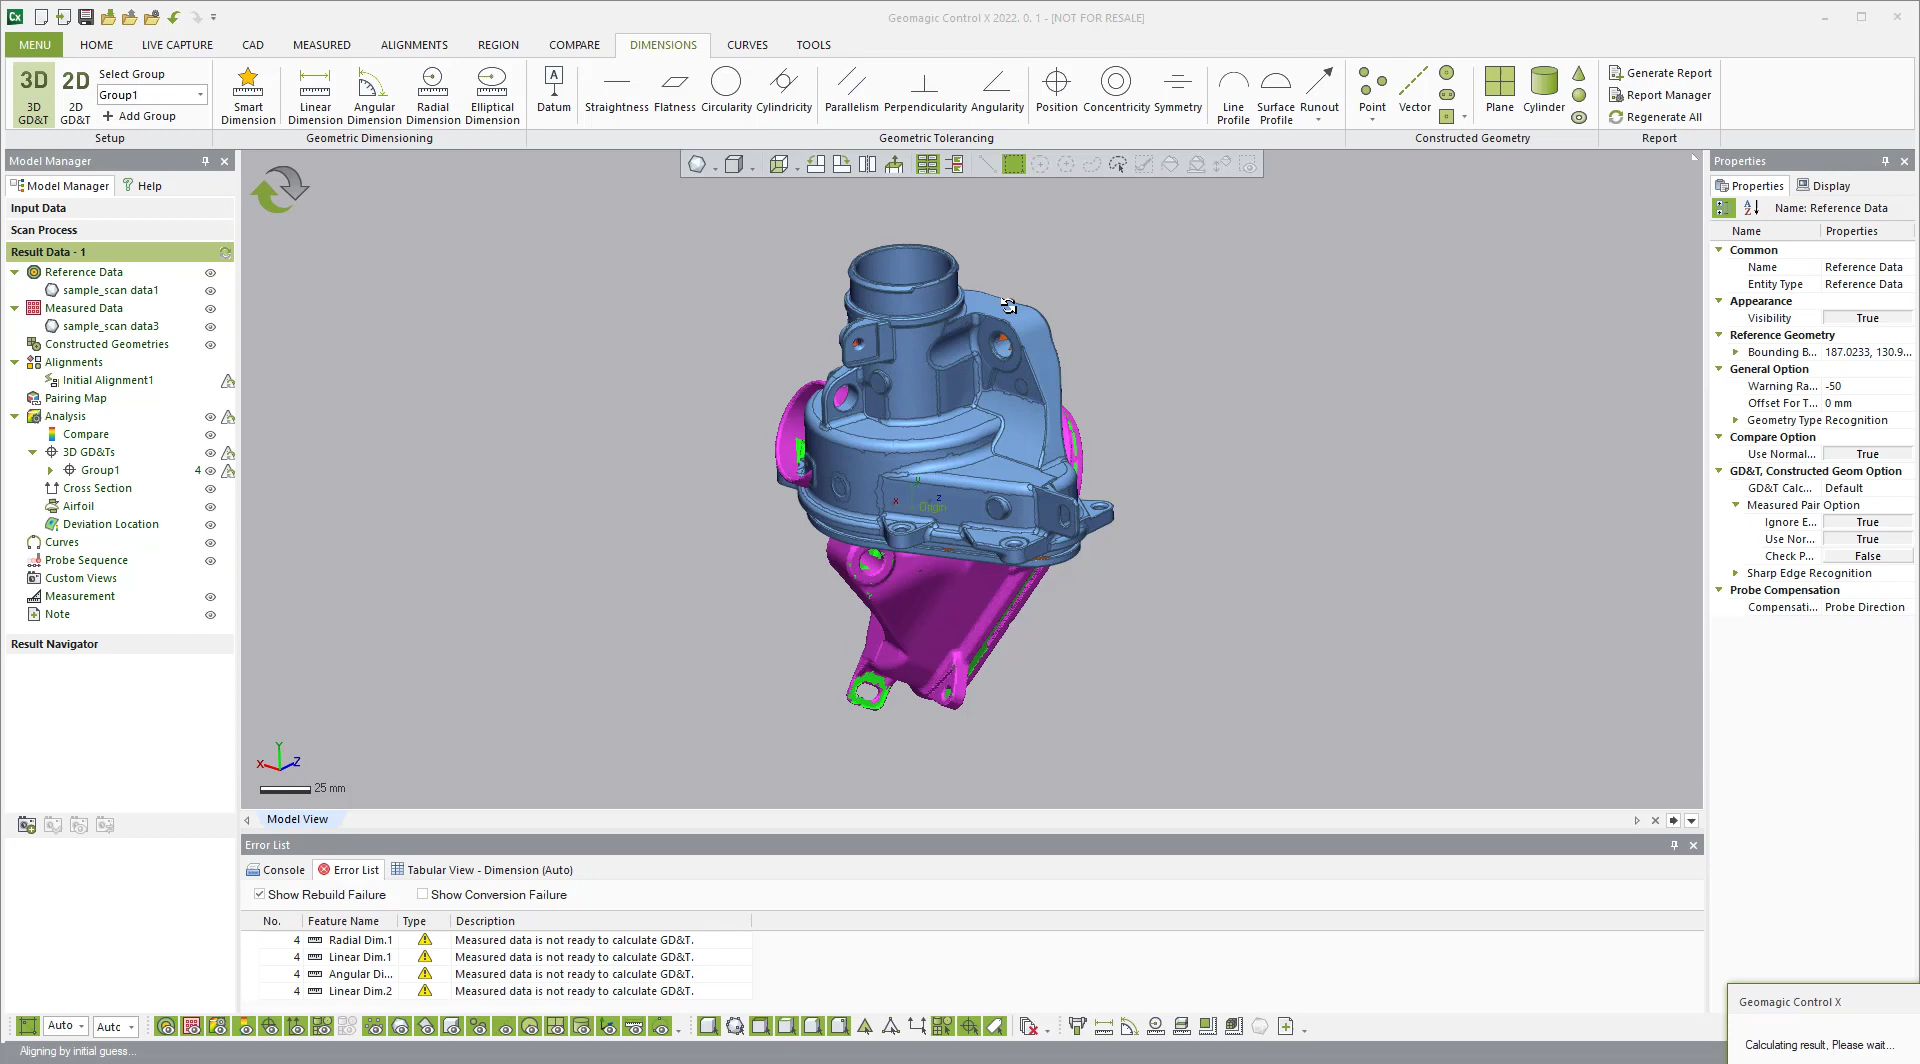 Cx
Geomagic Control X 2022. 0. 1 - [NOT FOR RESALE]
MENU HOME LIVE CAPTURE CAD MEASURED ALIGNMENTS REGION COMPARE DIMENSIONS CURVES TOOLS
3D 2D Select Group
Group1
3D GD&T 2D GD&T Add Group
Setup
Smart Dimension Linear Dimension Angular Dimension Radial Dimension Elliptical Dimension
Geometric Dimensioning
A
Datum Straightness Flatness Circularity Cylindricity Parallelism Perpendicularity Angularity Position Concentricity Symmetry Line Profile Surface Profile Runout
Geometric Tolerancing
Point Vector Plane Cylinder
Constructed Geometry
Generate Report
Report Manager
Regenerate All
Report
Model Manager
Model Manager Help
Input Data
Scan Process
Result Data - 1
Reference Data
sample_scan data1
Measured Data
sample_scan data3
Constructed Geometries
Alignments
Initial Alignment1
Pairing Map
Analysis
Compare
3D GD&Ts
Group1 4
Cross Section
Airfoil
Deviation Location
Curves
Probe Sequence
Custom Views
Measurement
Note
Result Navigator
Y
X Z
Origin
Y
X Z
25 mm
Model View
Error List
Console Error List Tabular View - Dimension (Auto)
Show Rebuild Failure Show Conversion Failure
No. Feature Name Type Description
4 Radial Dim.1 Measured data is not ready to calculate GD&T.
4 Linear Dim.1 Measured data is not ready to calculate GD&T.
4 Angular Di... Measured data is not ready to calculate GD&T.
4 Linear Dim.2 Measured data is not ready to calculate GD&T.
Properties
Properties Display
Name: Reference Data
Name Properties
Common
Name Reference Data
Entity Type Reference Data
Appearance
Visibility True
Reference Geometry
Bounding B... 187.0233, 130.9...
General Option
Warning Ra... -50
Offset For T... 0 mm
Geometry Type Recognition
Compare Option
Use Normal... True
GD&T, Constructed Geom Option
GD&T Calc... Default
Measured Pair Option
Ignore E... True
Use Nor... True
Check P... False
Sharp Edge Recognition
Probe Compensation
Compensati... Probe Direction
Auto Auto
Aligning by initial guess...
Geomagic Control X
Calculating result, Please wait...